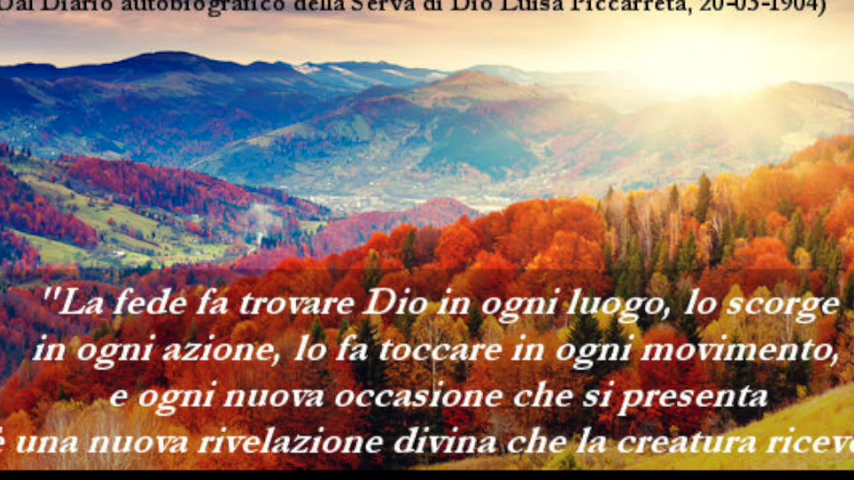 Dal Diario autobiografico della Serva di Dio Luisa Piccarreta, 20-05-1904)
"La fede fa trovare Dio in ogni luogo, lo scorge
in ogni azione, lo fa toccare in ogni movimento,
e ogni nuova occasione che si presenta
è una nuova rivelazione divina che la creatura riceve